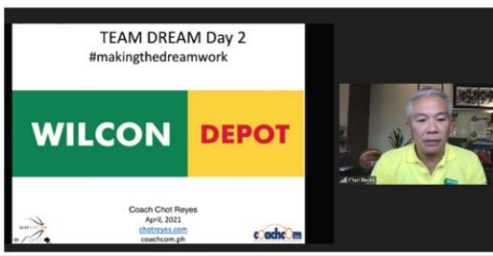 TEAM DREAM Day 2
#makingthedreamwork
WILCON DEPOT
Coach Chot Reyes
April, 2021
chotreyes.com
coachcom.ph
coachcom
Chot Reyes